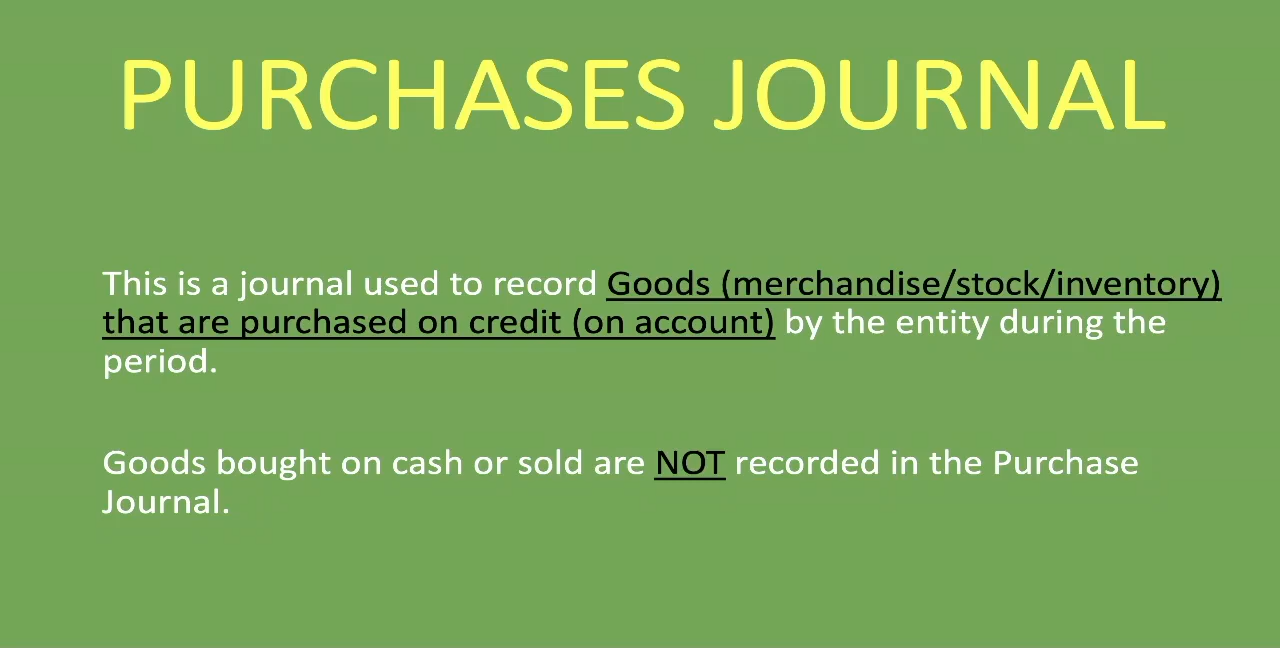 PURCHASES JOURNAL
This is a journal used to record Goods (merchandise/stock/inventory)
that are purchased on credit (on account) by the entity during the
period.
Goods bought on cash or sold are NOT recorded in the Purchase
Journal.